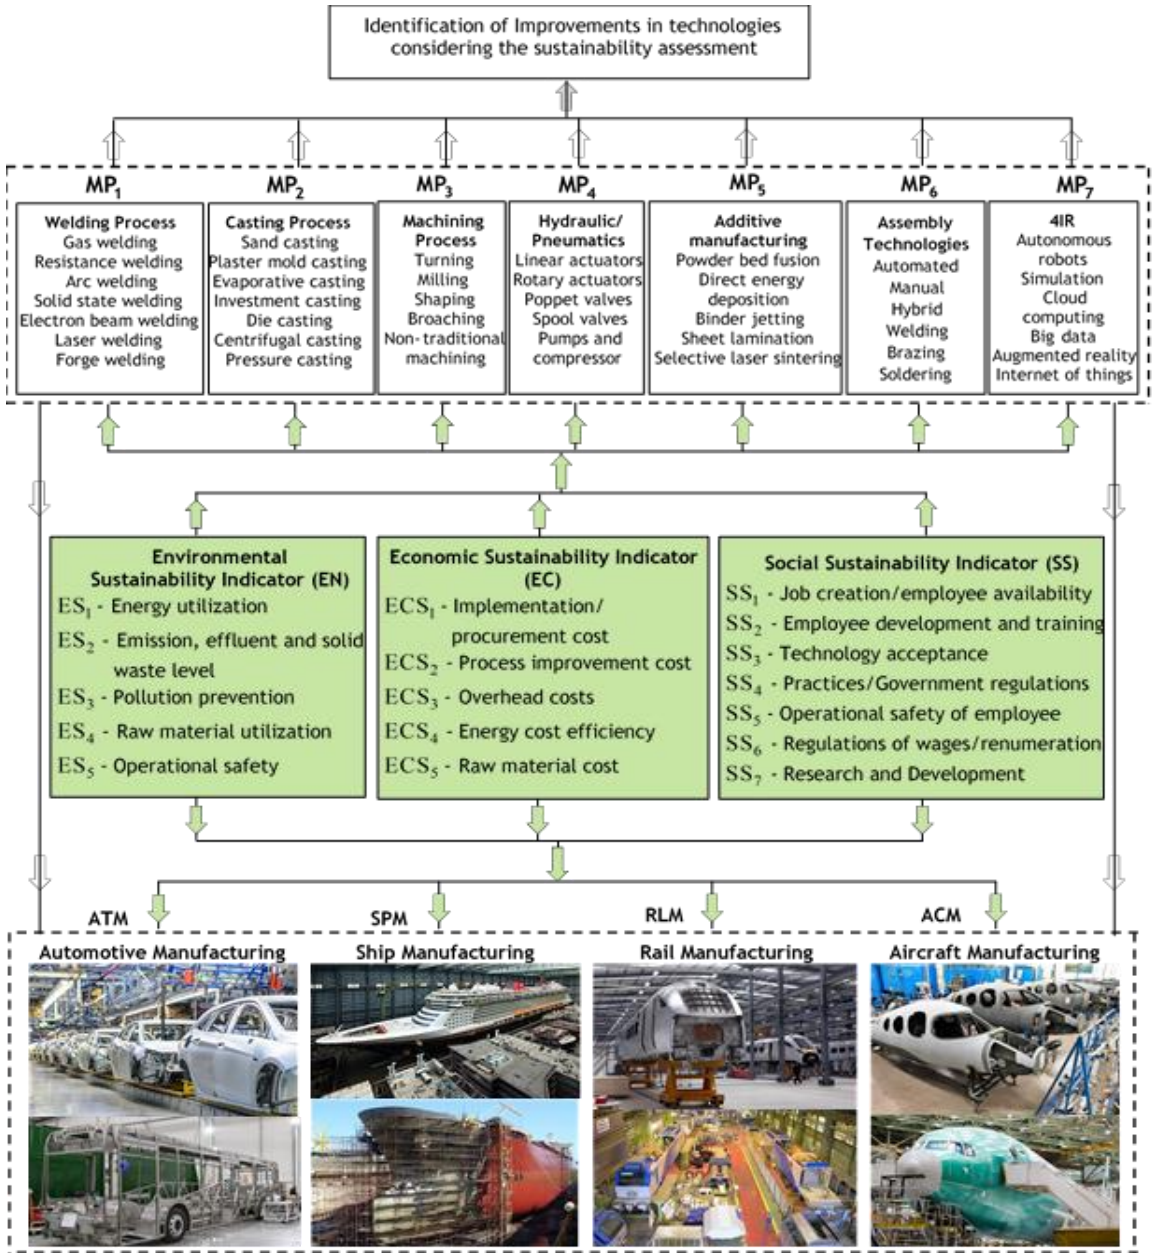 Identification of Improvements in technologies
considering the sustainability assessment
MP1
Welding Process
Gas welding
Resistance welding
Arc welding
Solid state welding
Electron beam welding
Laser welding
Forge welding
MP2
Casting Process
Sand casting
Plaster mold casting
Evaporative casting
Investment casting
Die casting
Centrifugal casting
Pressure casting
MP3
Machining
Process
Turning
Milling
Shaping
Broaching
Non-traditional
machining
MP4
Hydraulic/
Pneumatics
Linear actuators
Rotary actuators
Poppet valves
Spool valves
Pumps and
compressor
MP5
Additive
manufacturing
Powder bed fusion
Direct energy
deposition
Binder jetting
Sheet lamination
Selective laser sintering
MP6
Assembly
Technologies
Automated
Manual
Hybrid
Welding
Brazing
Soldering
MP7
4IR
Autonomous
robots
Simulation
Cloud
computing
Big data
Augmented reality
Internet of things
Environmental
Sustainability Indicator (EN)
ES1 - Energy utilization
ES2 - Emission, effluent and solid
waste level
ES3 - Pollution prevention
ES4 - Raw material utilization
ES5 - Operational safety
Economic Sustainability Indicator
(EC)
ECS1 - Implementation/
procurement cost
ECS2 - Process improvement cost
ECS3 - Overhead costs
ECS4 - Energy cost efficiency
ECS5 - Raw material cost
Social Sustainability Indicator (SS)
SS1 - Job creation/employee availability
SS2 - Employee development and training
SS3 - Technology acceptance
SS4 - Practices/Government regulations
SS5 - Operational safety of employee
SS6 - Regulations of wages/renumeration
SS7 - Research and Development
ATM
Automotive Manufacturing
SPM
Ship Manufacturing
RLM
Rail Manufacturing
ACM
Aircraft Manufacturing